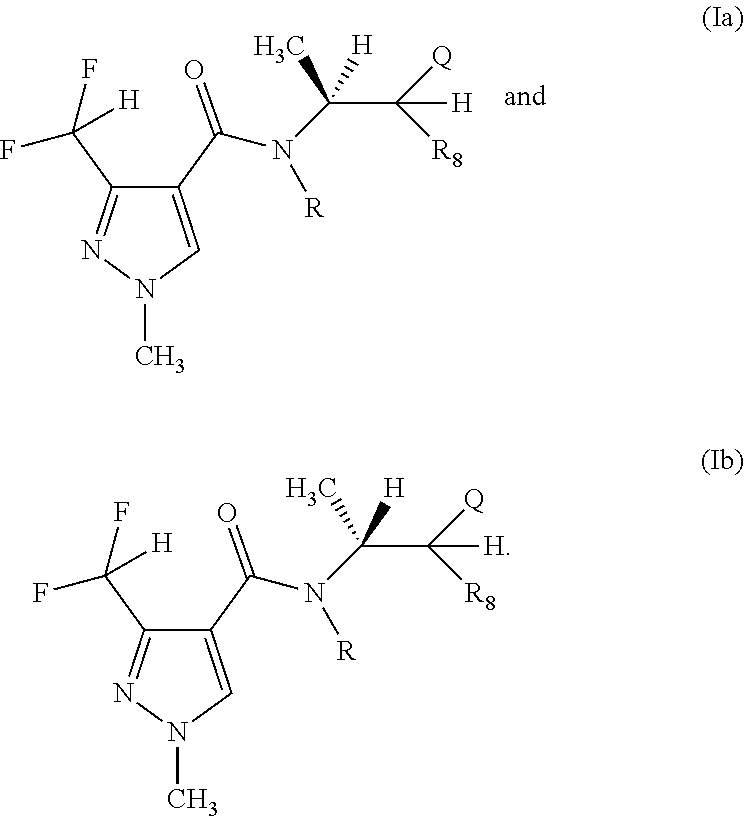 (Ia)
H3C H Q
F O
H H and
F N R8
R
N
N
CH3
(Ib)
H3C H Q
F O
H H.
F N R8
R
N
N
CH3